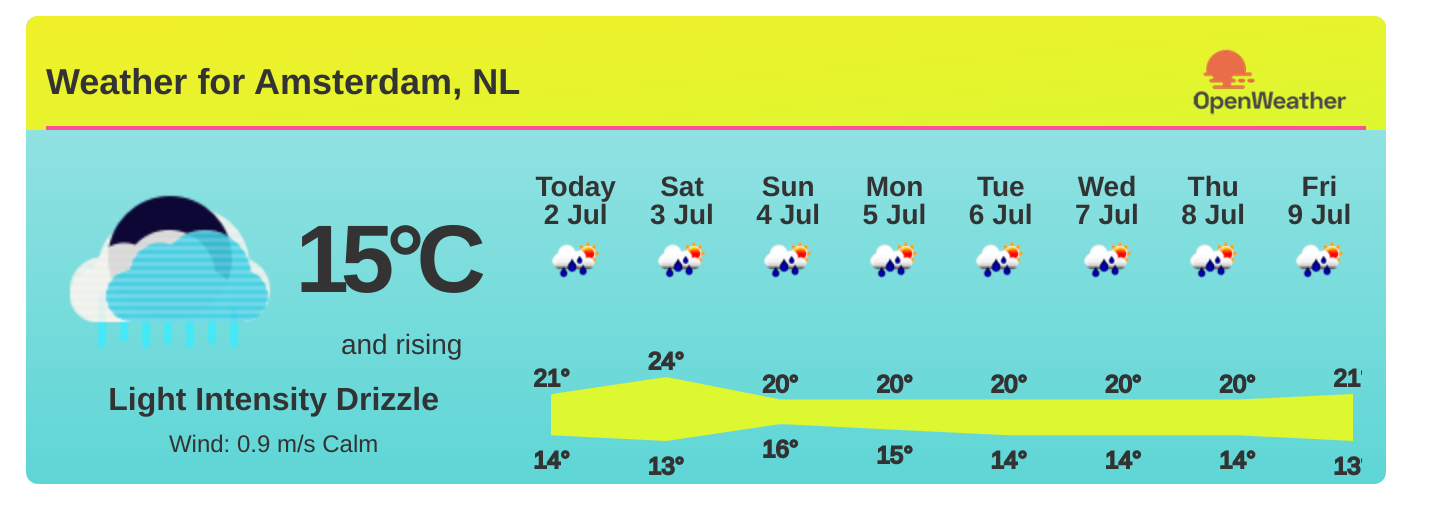 Weather for Amsterdam, NL
OpenWeather
15°C
and rising
Light Intensity Drizzle
Wind: 0.9 m/s Calm
Today Sat Sun Mon Tue Wed Thu Fri
2 Jul 3 Jul 4 Jul 5 Jul 6 Jul 7 Jul 8 Jul 9 Jul
21° 24° 20° 20° 20° 20° 20° 21°
14° 13° 16° 15° 14° 14° 14° 13°